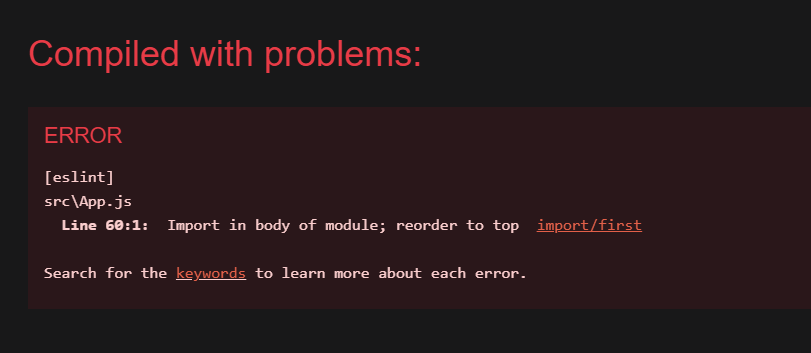 Compiled with problems:
ERROR
[eslint]
src\App.js
Line 60:1:  Import in body of module; reorder to top  import/first
Search for the keywords to learn more about each error.